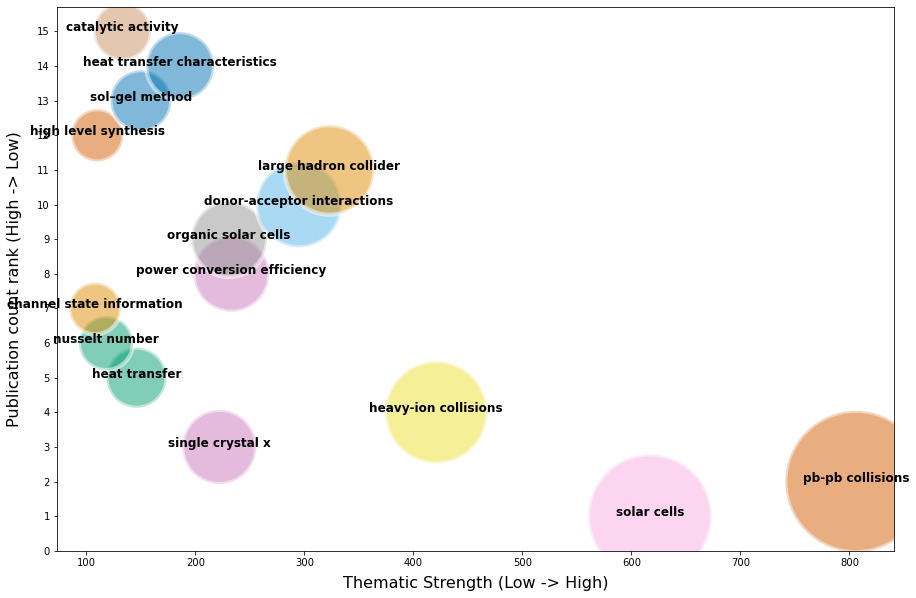 15
catalytic activity
14
heat transfer characteristics
13
sol–gel method
12
high level synthesis
11
large hadron collider
10
donor-acceptor interactions
9
organic solar cells
8
power conversion efficiency
7
channel state information
6
nusselt number
5
heat transfer
4
heavy-ion collisions
3
single crystal x
2
pb-pb collisions
1
solar cells
0
Publication count rank (High -> Low)
100 200 300 400 500 600 700 800
Thematic Strength (Low -> High)